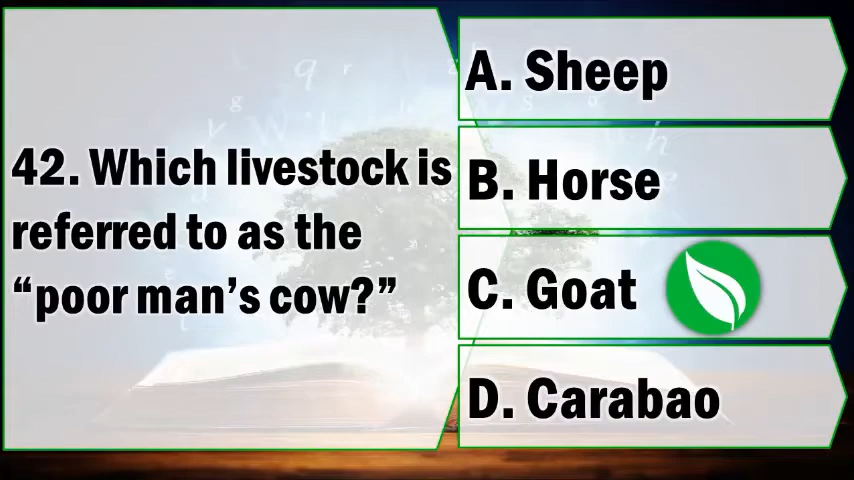 42. Which livestock is
referred to as the
“poor man’s cow?”
A. Sheep
B. Horse
C. Goat
D. Carabao